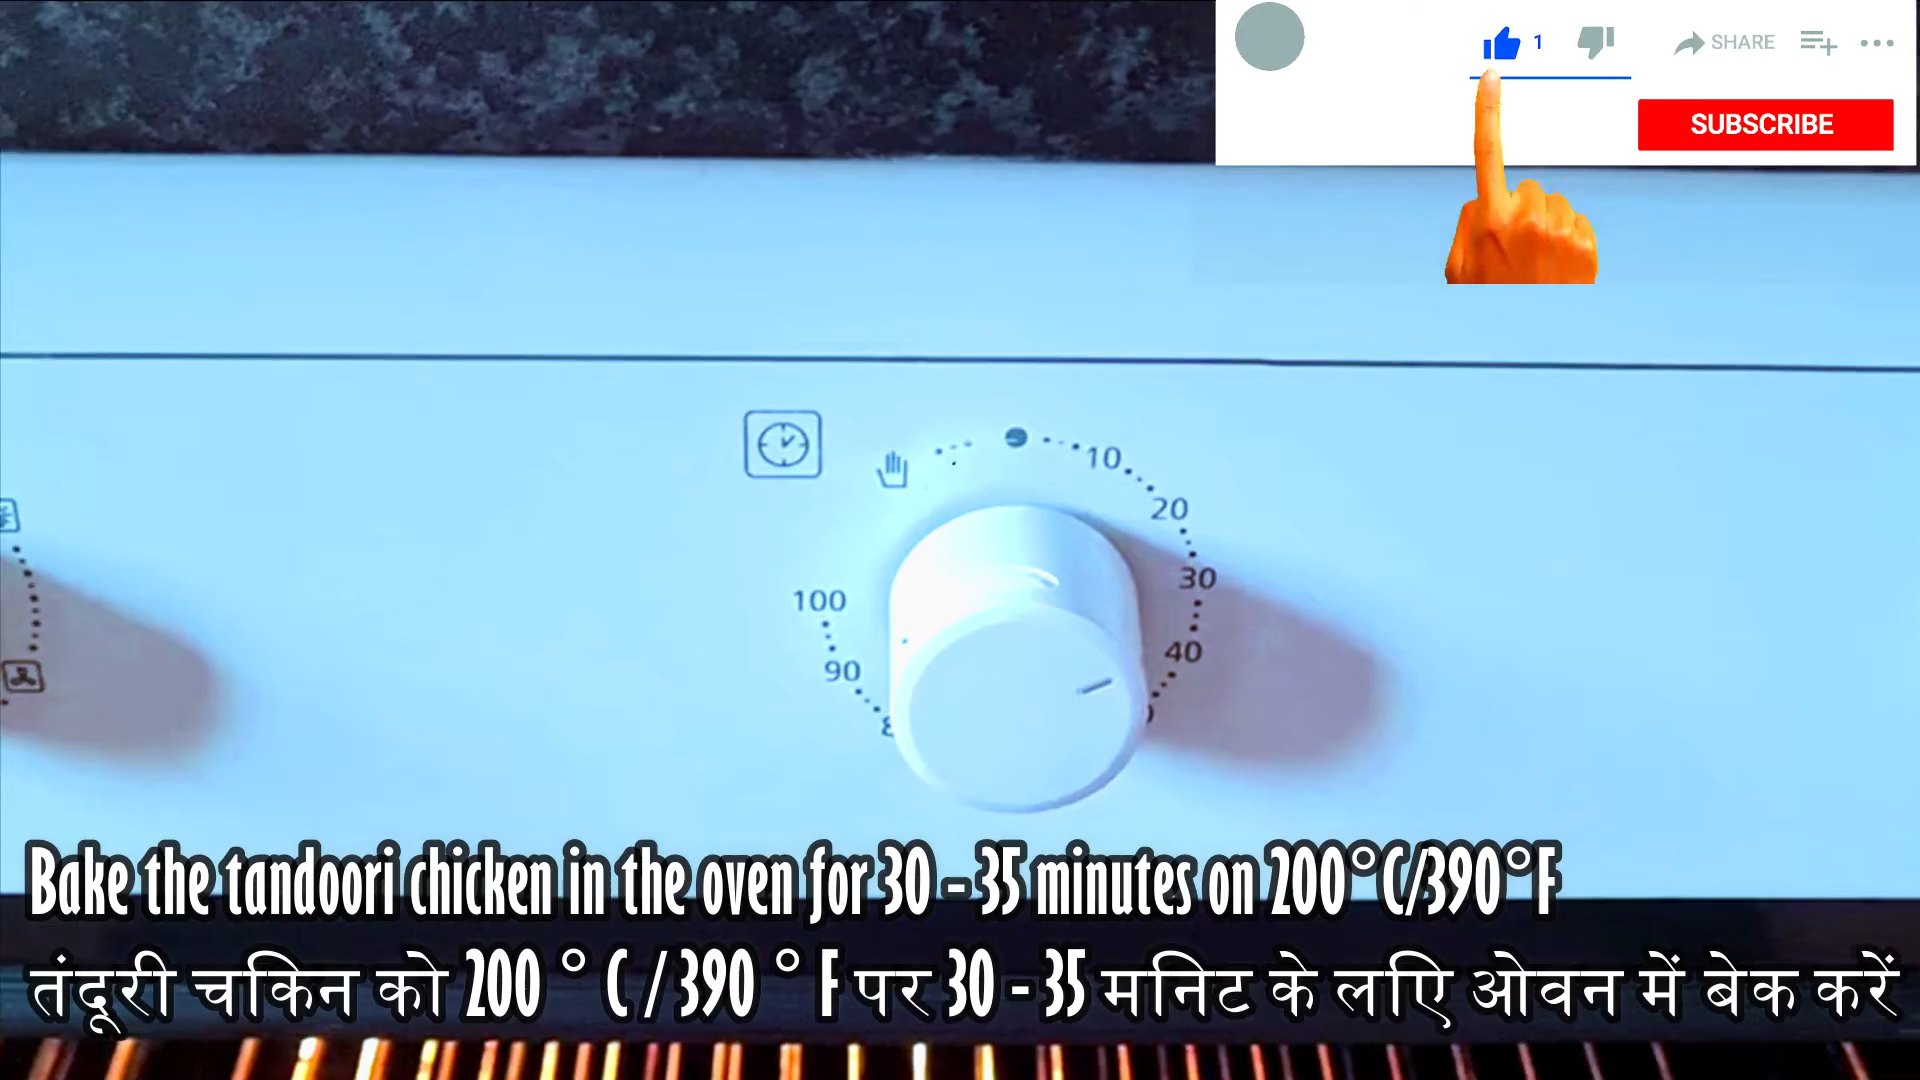 1
SHARE
SUBSCRIBE
10
20
30
40
100
90
Bake the tandoori chicken in the oven for 30 - 35 minutes on 200°C/390°F
तंदूरी चकिन को 200 ° C / 390 ° F पर 30 - 35 मनिट के लएि ओवन में बेक करें